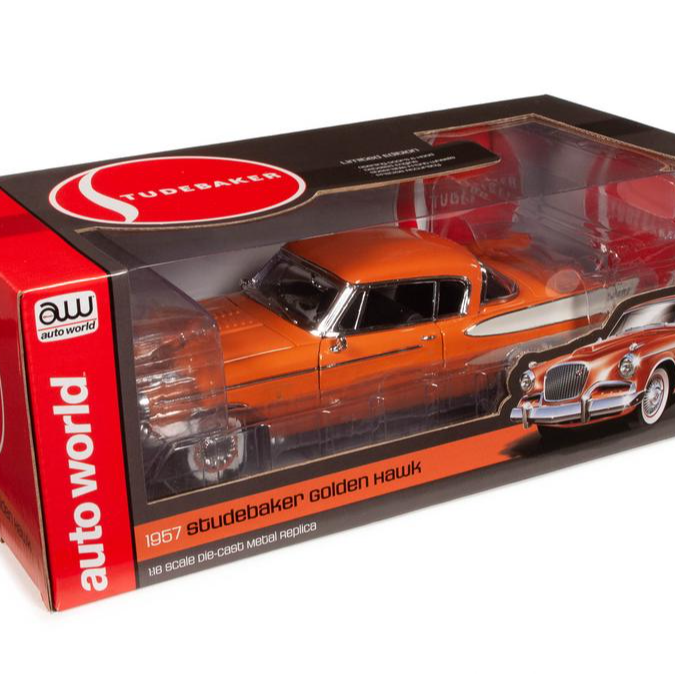 STUDEBAKER
LIMITED EDITION
aw
auto world
auto world
1957 Studebaker Golden Hawk
1:18 Scale Die-cast Metal Replica